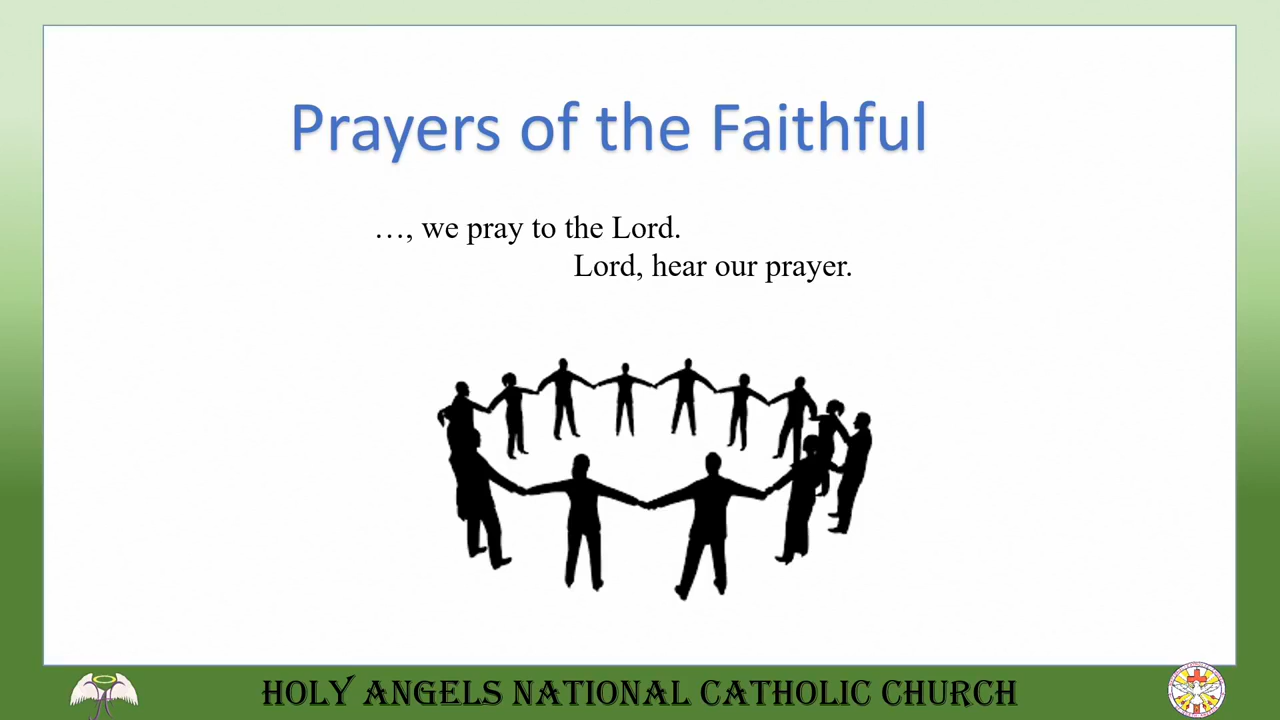 Prayers of the Faithful
…, we pray to the Lord.
Lord, hear our prayer.
HOLY ANGELS NATIONAL CATHOLIC CHURCH